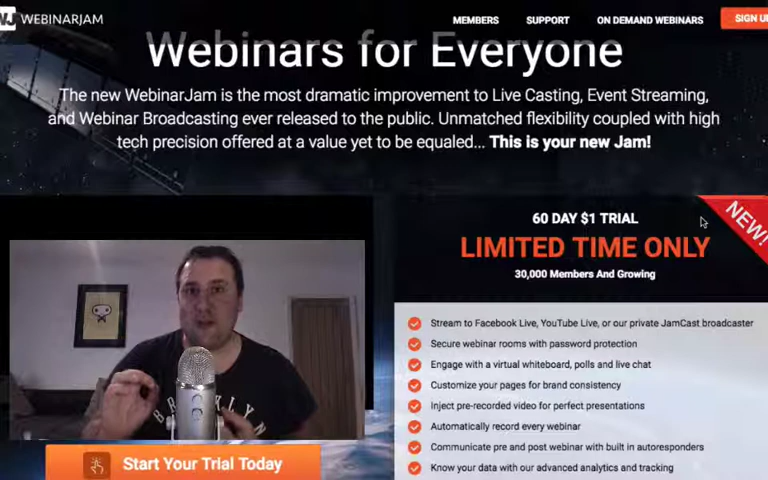 WEBINARJAM
MEMBERS
SUPPORT
ON DEMAND WEBINARS
Webinars for Everyone
The new WebinarJam is the most dramatic improvement to Live Casting, Event Streaming,
and Webinar Broadcasting ever released to the public. Unmatched flexibility coupled with high
tech precision offered at a value yet to be equaled... This is your new Jam!
60 DAY $1 TRIAL
LIMITED TIME ONLY
30,000 Members And Growing
NEW!
Stream to Facebook Live, YouTube Live, or our private JamCast broadcaster
Secure webinar rooms with password protection
Engage with a virtual whiteboard, polls and live chat
Customize your pages for brand consistency
Inject pre-recorded video for perfect presentations
Automatically record every webinar
Communicate pre and post webinar with built in autoresponders
Know your data with our advanced analytics and tracking
BROOKLYN
Start Your Trial Today